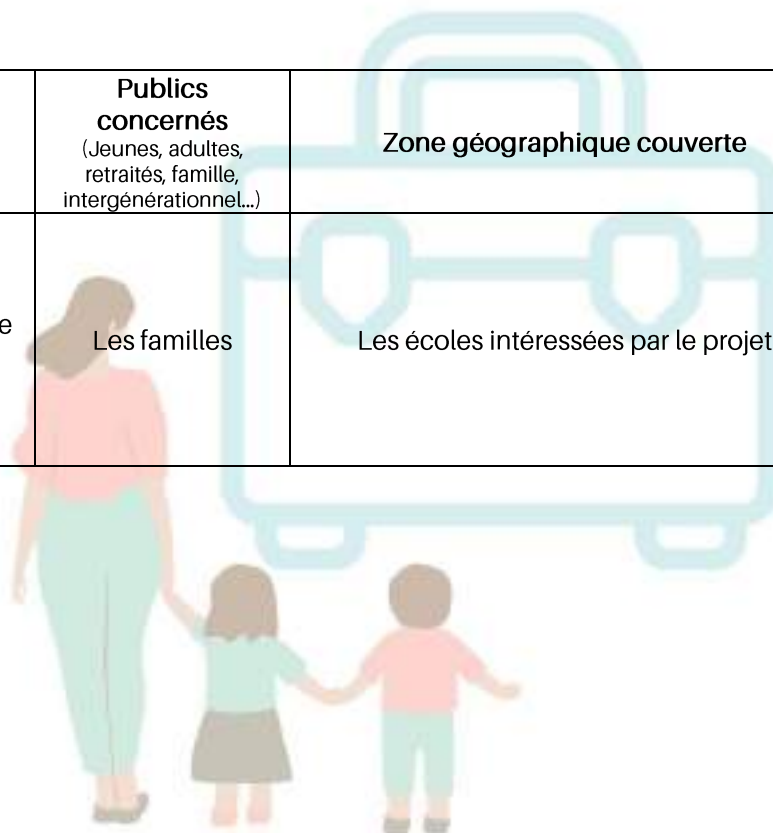 Publics
concernés
(Jeunes, adultes,
retraités, famille,
intergénérationnel...)
Zone géographique couverte
e
Les familles
Les écoles intéressées par le projet